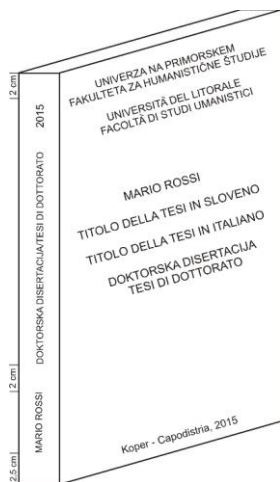 UNIVERZA NA PRIMORSKEM
FAKULTETA ZA HUMANISTIČNE ŠTUDIJE
UNIVERSITÀ DEL LITORALE
FACOLTÀ DI STUDI UMANISTICI
MARIO ROSSI
TITOLO DELLA TESI IN SLOVENO
TITOLO DELLA TESI IN ITALIANO
DOKTORSKA DISERTACIJA
TESI DI DOTTORATO
Koper - Capodistria, 2015
MARIO ROSSI DOKTORSKA DISERTACIJA/TESI DI DOTTORATO 2015
2 cm
2 cm
2.5 cm